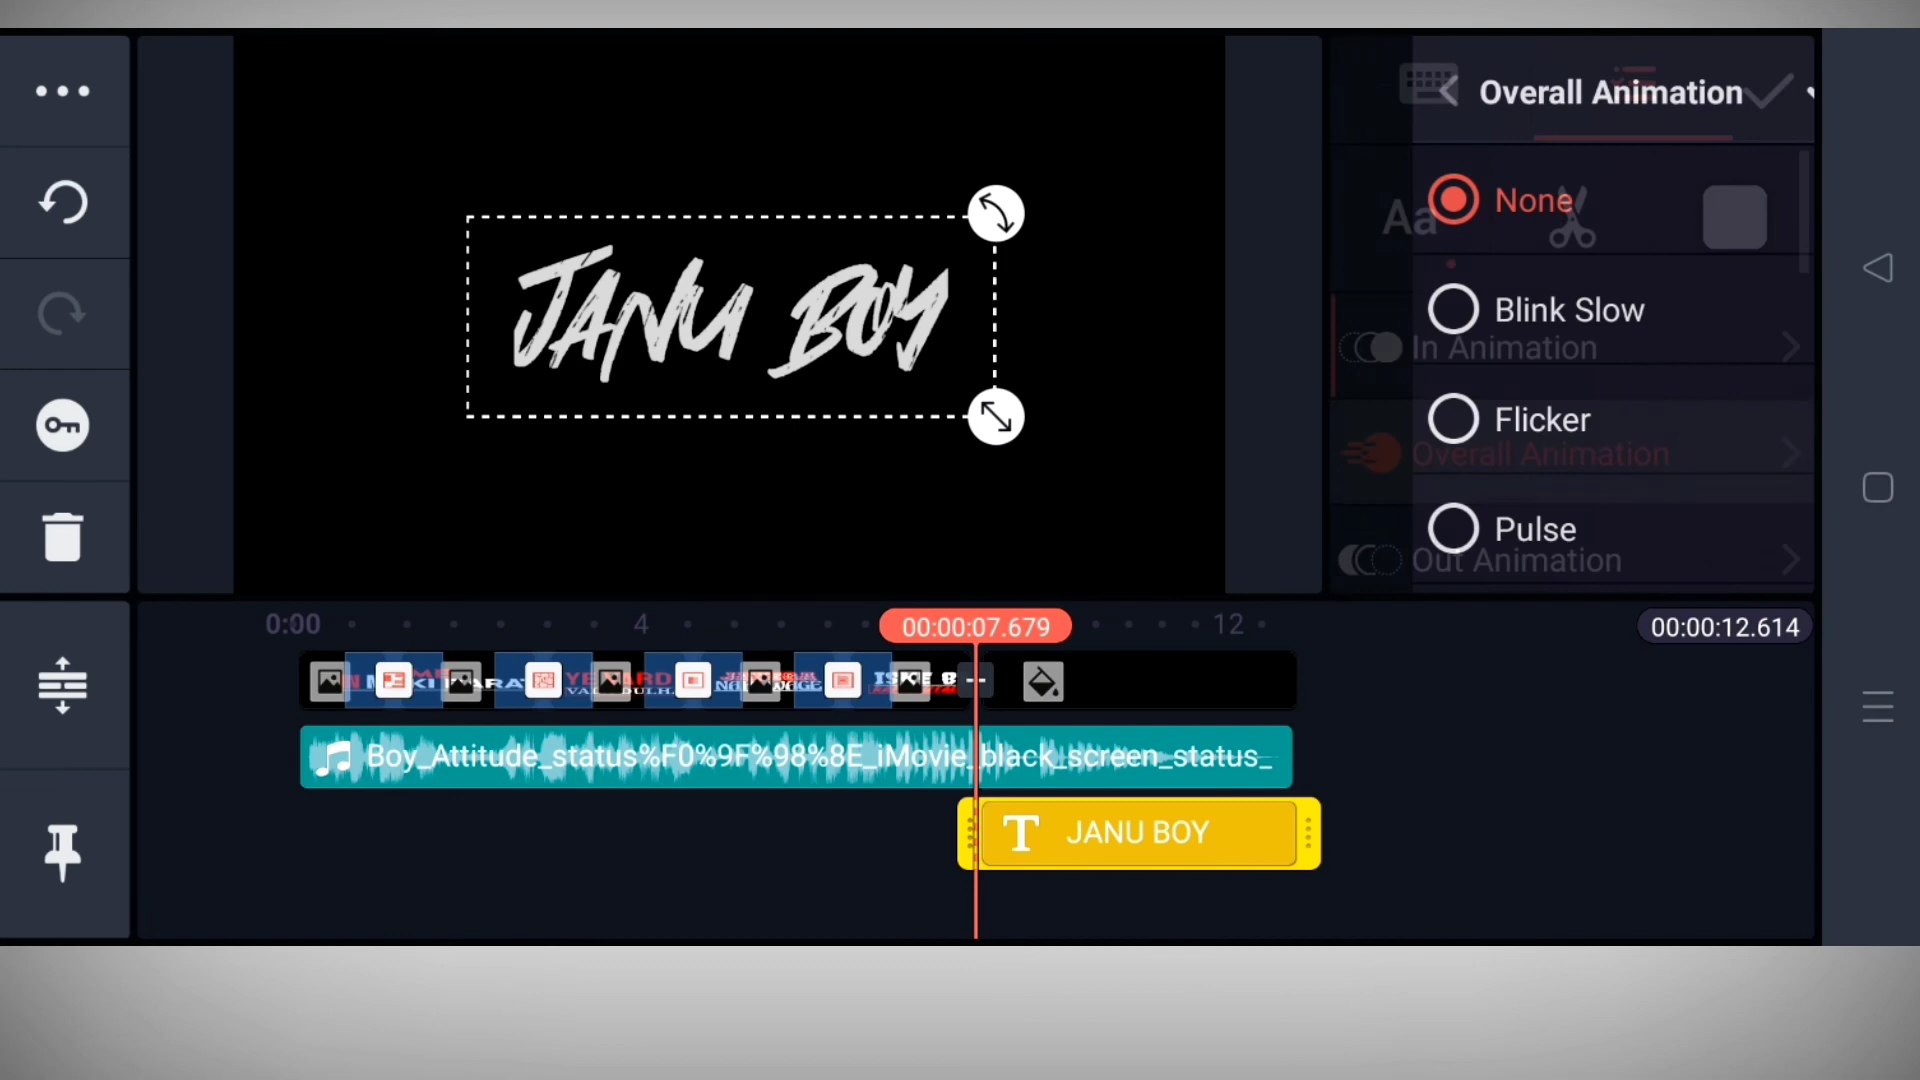 Overall Animation
None
Aa
Blink Slow
In Animation
Flicker
Overall Animation
Pulse
Out Animation
JANU BOY
0:00
4
00:00:07.679
12
00:00:12.614
Boy_Attitude_status%F0%9F%98%8E_iMovie_black_screen_status_
T JANU BOY